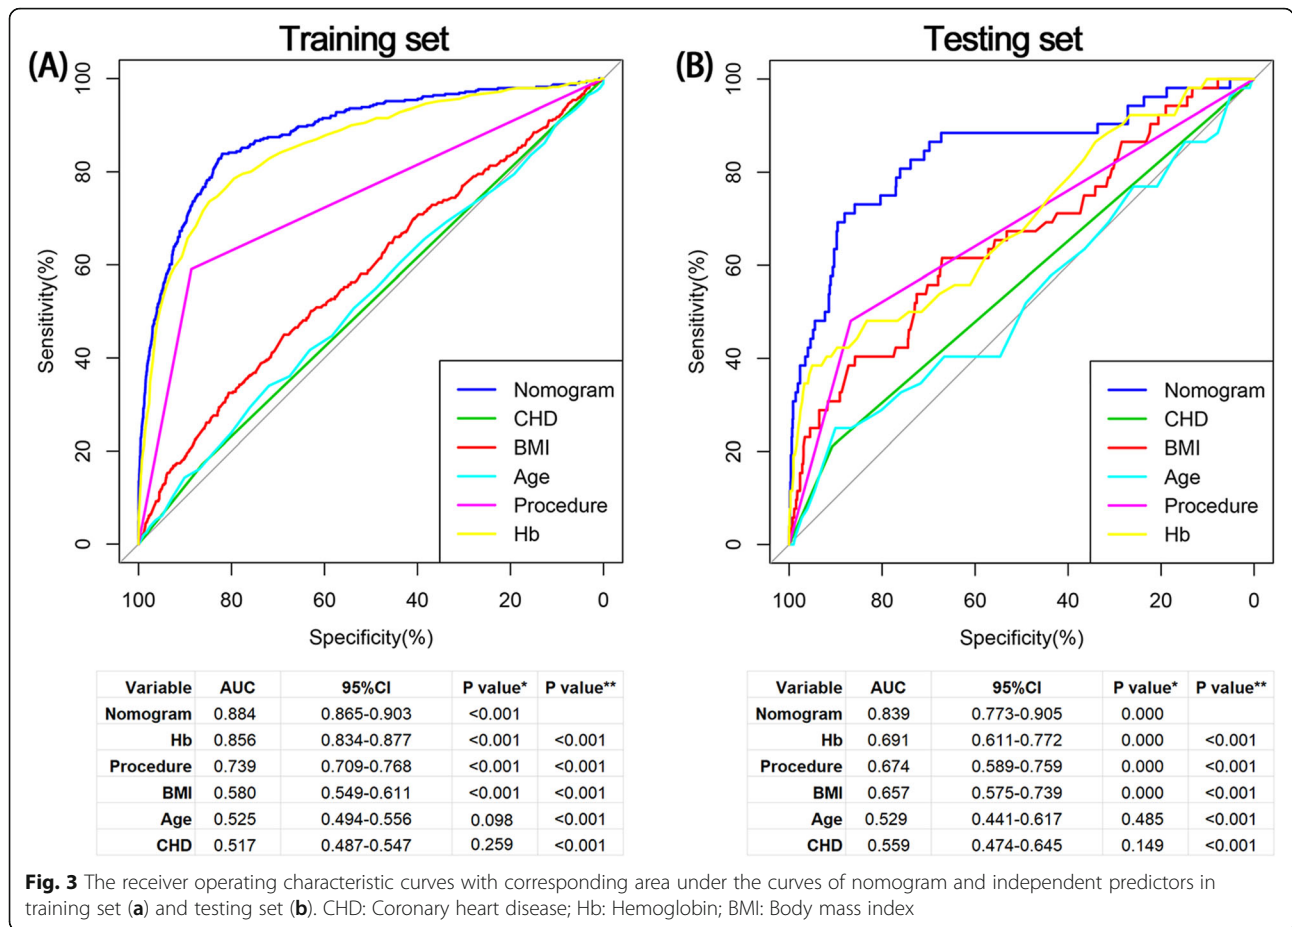 Training set
(A)
Sensitivity(%)
100
80
60
40
20
0
Nomogram
CHD
BMI
Age
Procedure
Hb
100 80 60 40 20 0
Specificity(%)
Variable AUC 95%CI P value* P value**
Nomogram 0.884 0.865-0.903 <0.001
Hb 0.856 0.834-0.877 <0.001 <0.001
Procedure 0.739 0.709-0.768 <0.001 <0.001
BMI 0.580 0.549-0.611 <0.001 <0.001
Age 0.525 0.494-0.556 0.098 <0.001
CHD 0.517 0.487-0.547 0.259 <0.001
Testing set
(B)
Sensitivity(%)
100
80
60
40
20
0
Nomogram
CHD
BMI
Age
Procedure
Hb
100 80 60 40 20 0
Specificity(%)
Variable AUC 95%CI P value* P value**
Nomogram 0.839 0.773-0.905 0.000
Hb 0.691 0.611-0.772 0.000 <0.001
Procedure 0.674 0.589-0.759 0.000 <0.001
BMI 0.657 0.575-0.739 0.000 <0.001
Age 0.529 0.441-0.617 0.485 <0.001
CHD 0.559 0.474-0.645 0.149 <0.001
Fig. 3 The receiver operating characteristic curves with corresponding area under the curves of nomogram and independent predictors in
training set (a) and testing set (b). CHD: Coronary heart disease; Hb: Hemoglobin; BMI: Body mass index